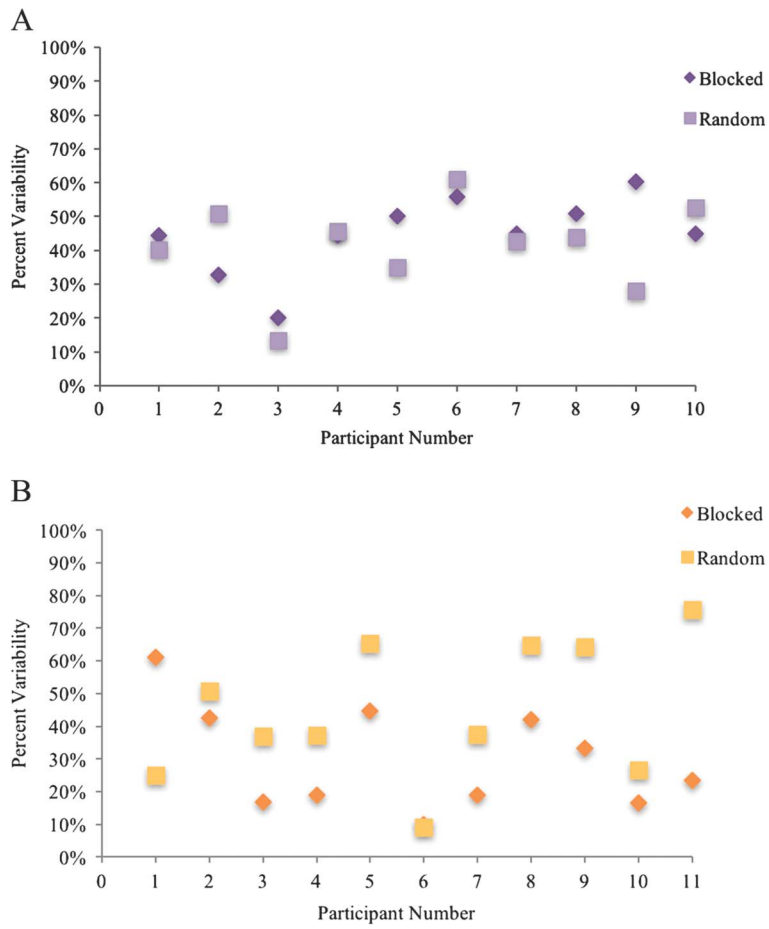 A
100%
90%
80%
70%
60%
50%
40%
30%
20%
10%
0%
Percent Variability
0 1 2 3 4 5 6 7 8 9 10
Participant Number
Blocked
Random
B
100%
90%
80%
70%
60%
50%
40%
30%
20%
10%
0%
Percent Variability
0 1 2 3 4 5 6 7 8 9 10 11
Participant Number
Blocked
Random